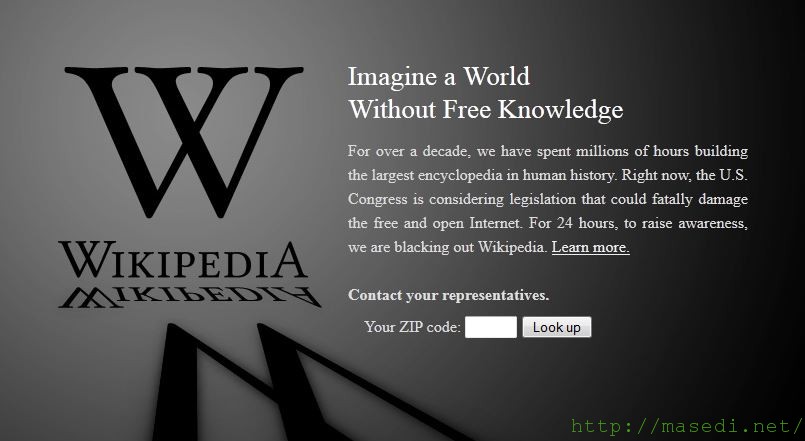 W
WIKIPEDIA
Imagine a World
Without Free Knowledge
For over a decade, we have spent millions of hours building
the largest encyclopedia in human history. Right now, the U.S.
Congress is considering legislation that could fatally damage
the free and open Internet. For 24 hours, to raise awareness,
we are blacking out Wikipedia. Learn more.
Contact your representatives.
Your ZIP code: Look up
http://masedi.net/